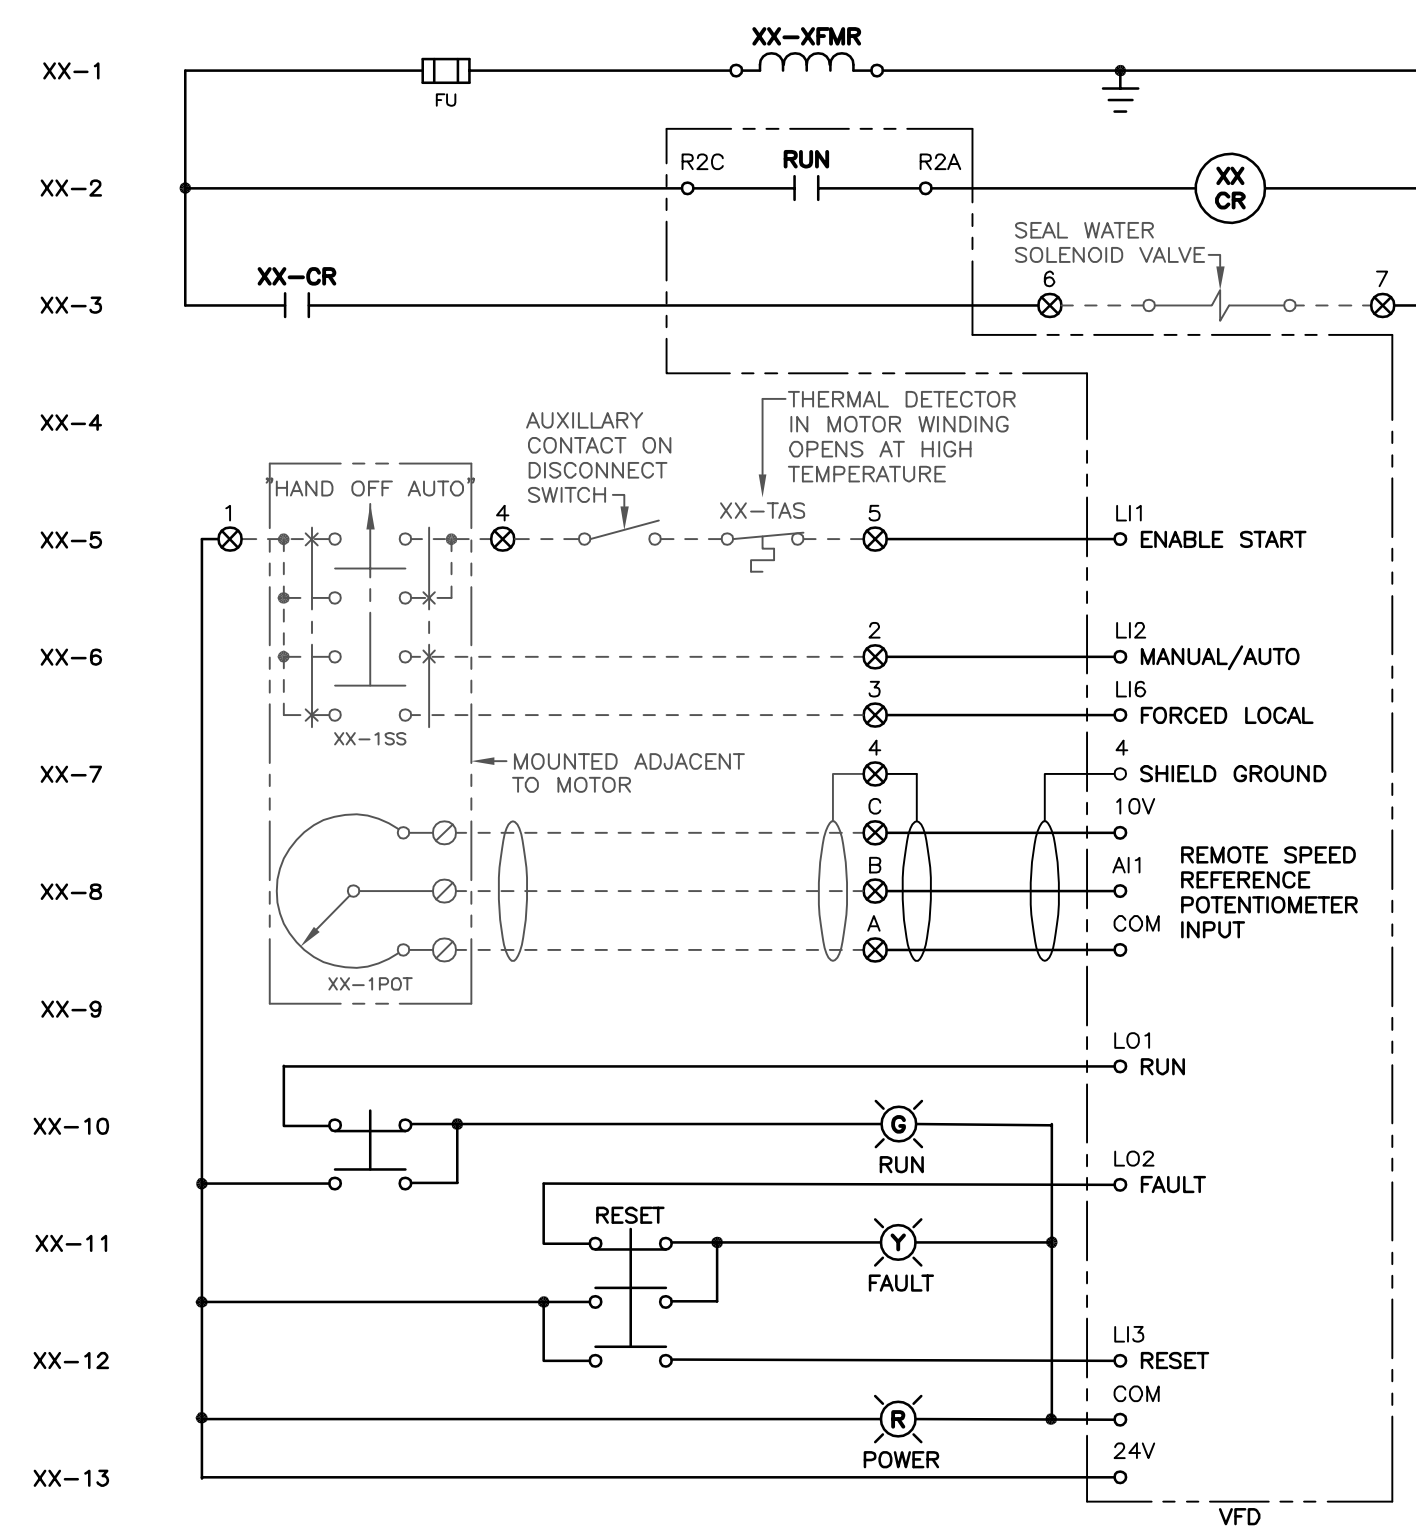 XX-XFMR
XX-1
FU
R2C RUN R2A
XX-2
XX
CR
SEAL WATER
SOLENOID VALVE
XX-CR
6 7
XX-3
THERMAL DETECTOR
IN MOTOR WINDING
OPENS AT HIGH
TEMPERATURE
XX-4
AUXILLARY
CONTACT ON
DISCONNECT
SWITCH
"HAND OFF AUTO"
1 4 XX-TAS 5 LI1
XX-5
ENABLE START
2 LI2
XX-6
MANUAL/AUTO
3 LI6
FORCED LOCAL
XX-1SS
4 4
XX-7
MOUNTED ADJACENT
TO MOTOR
SHIELD GROUND
C 10V
B AI1
XX-8
REMOTE SPEED
REFERENCE
POTENTIOMETER
INPUT
A COM
XX-1POT
XX-9
LO1
RUN
XX-10
G
RUN
LO2
FAULT
RESET
XX-11
Y
FAULT
LI3
XX-12
RESET
COM
R
POWER
24V
XX-13
VFD